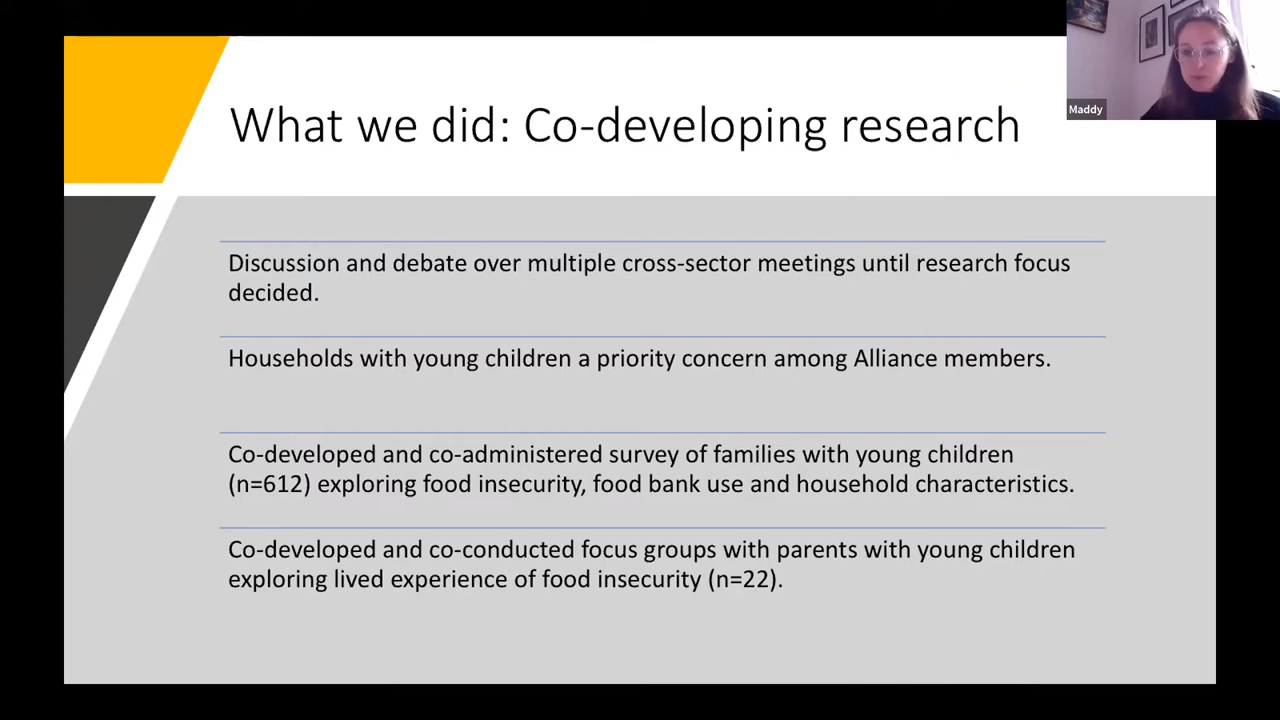 What we did: Co-developing research
Maddy
Discussion and debate over multiple cross-sector meetings until research focus
decided.
Households with young children a priority concern among Alliance members.
Co-developed and co-administered survey of families with young children
(n=612) exploring food insecurity, food bank use and household characteristics.
Co-developed and co-conducted focus groups with parents with young children
exploring lived experience of food insecurity (n=22).